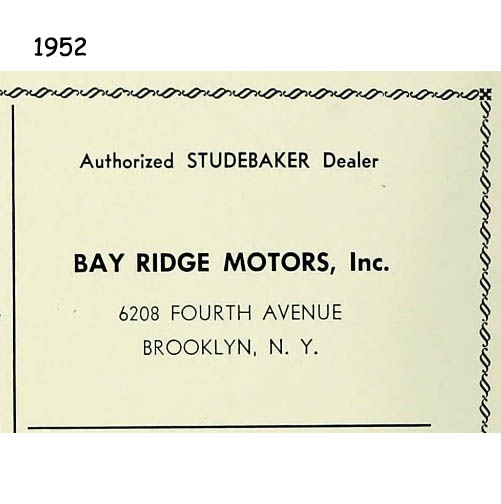 1952
Authorized STUDEBAKER Dealer
BAY RIDGE MOTORS, Inc.
6208 FOURTH AVENUE
BROOKLYN, N. Y.